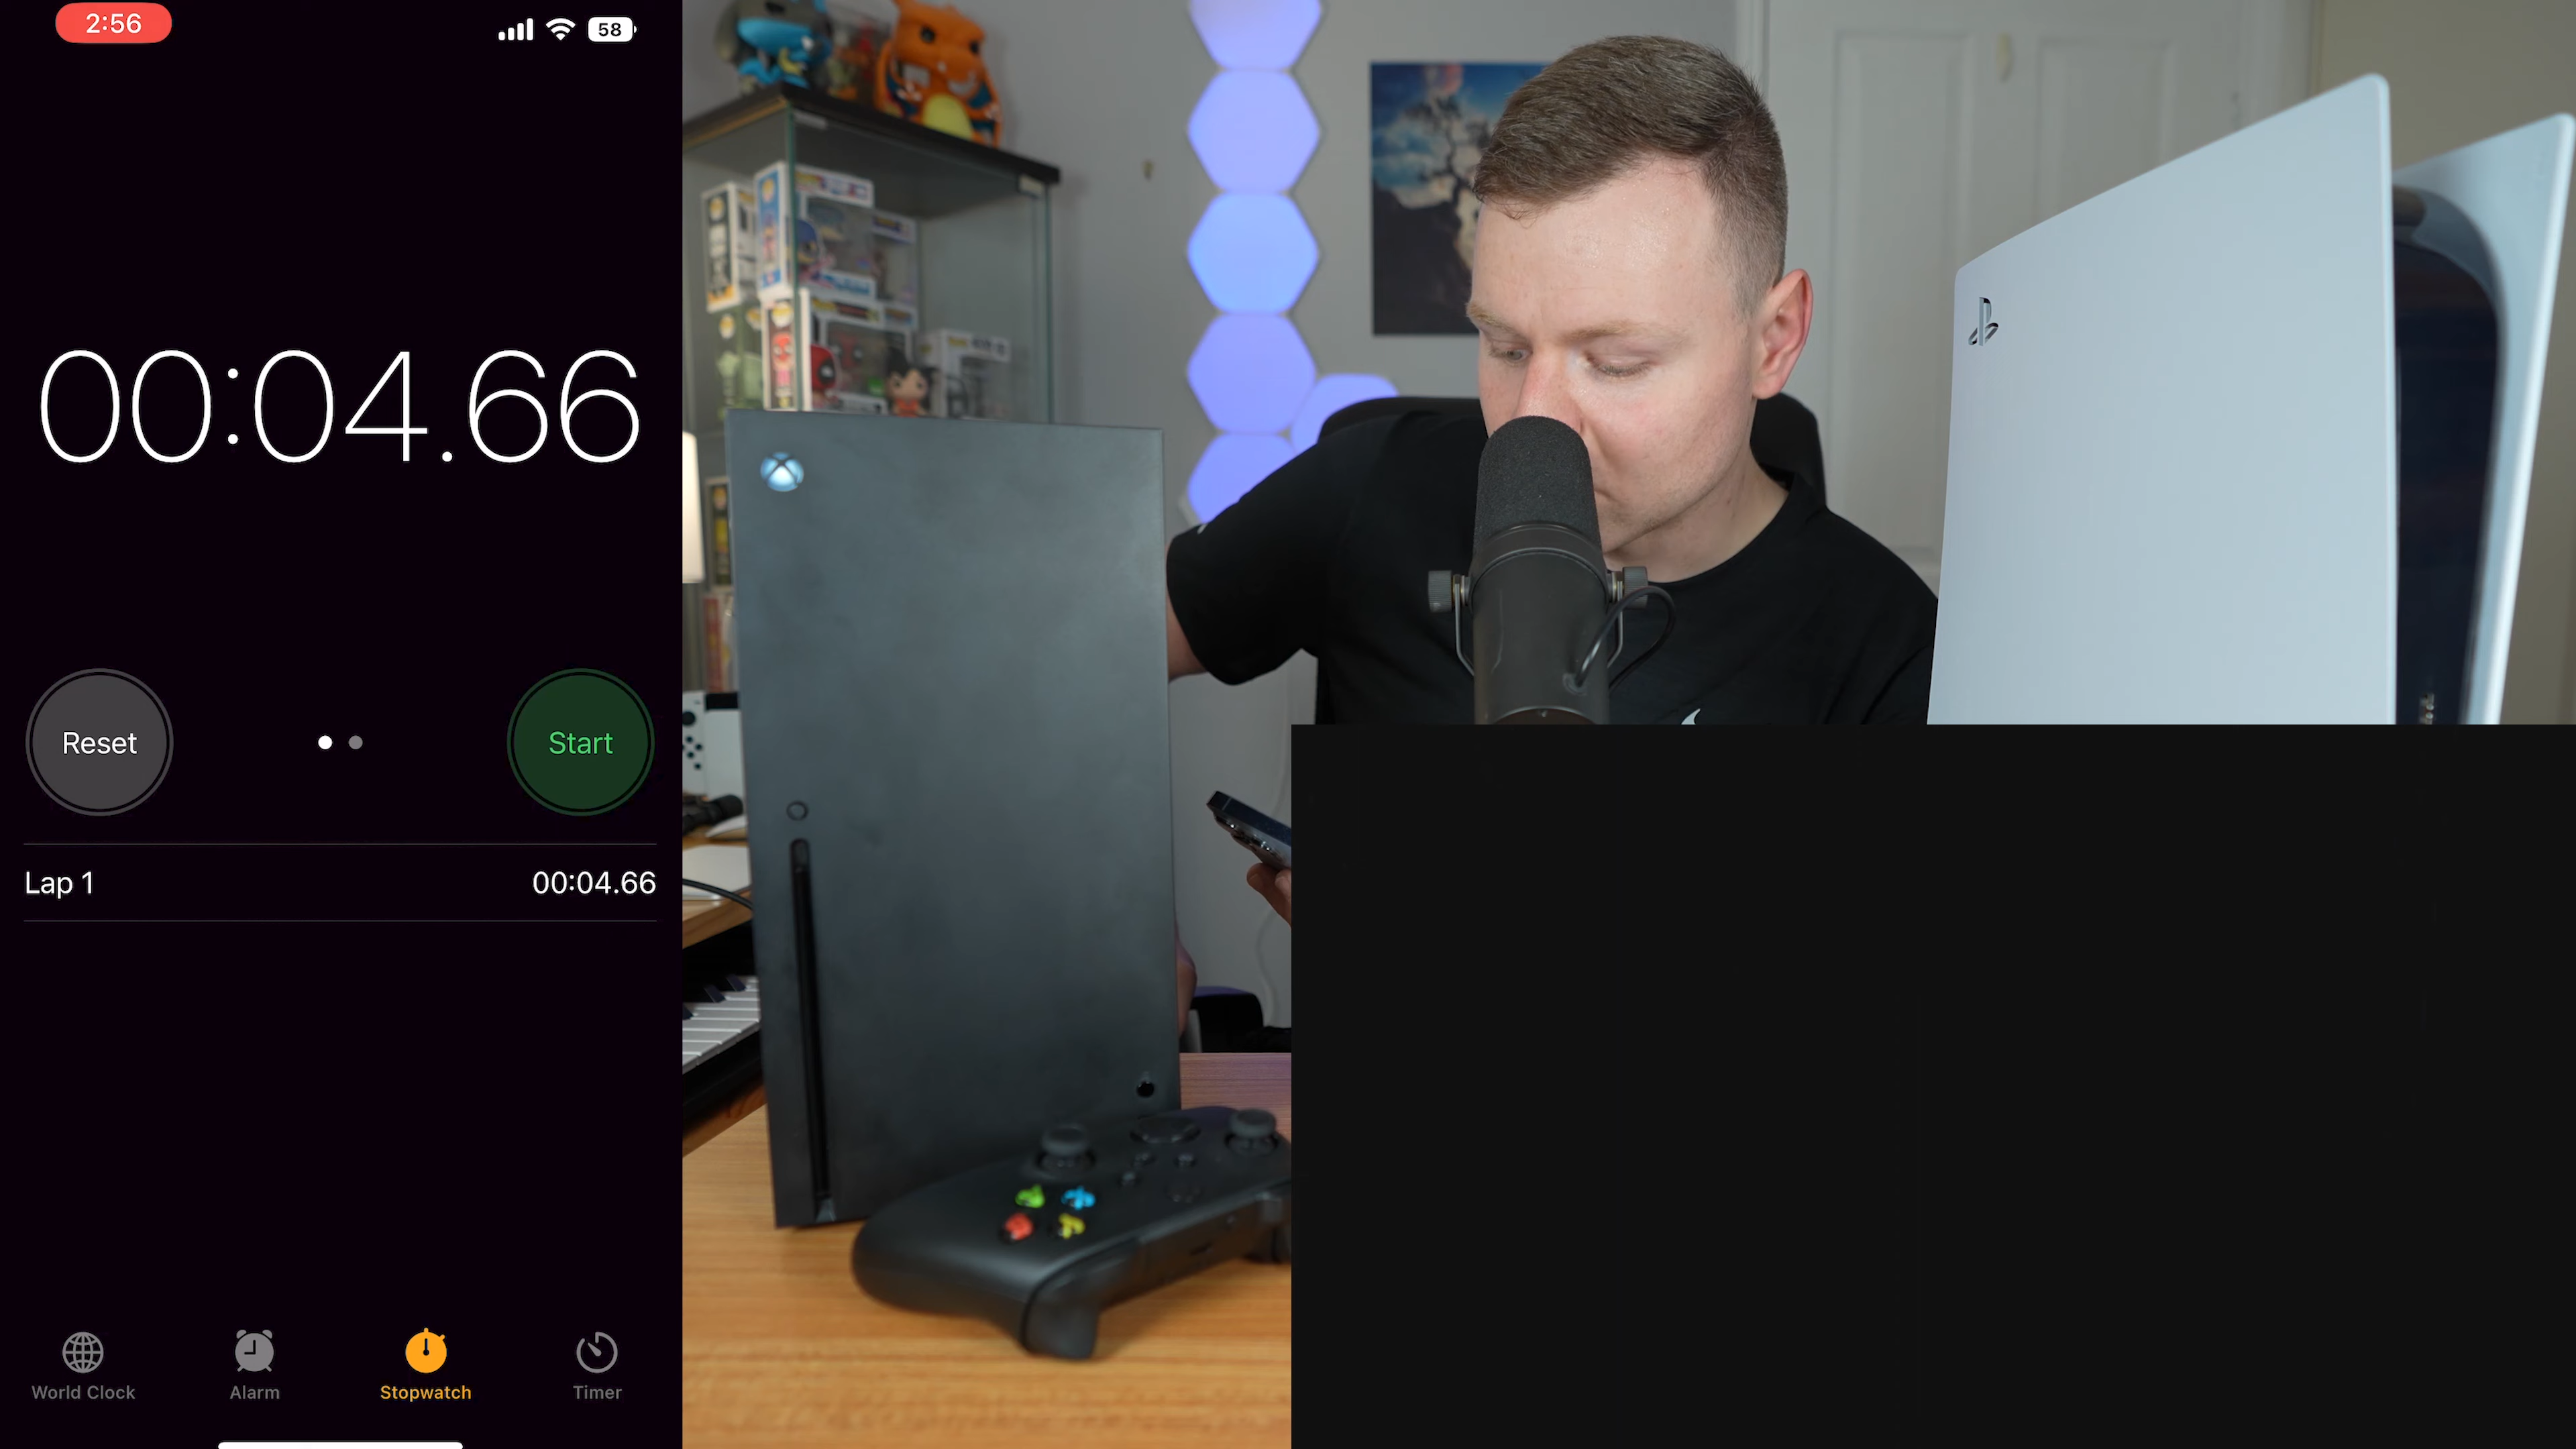 2:56
58
00:04.66
Reset
Start
Lap 1 00:04.66
World Clock Alarm Stopwatch Timer